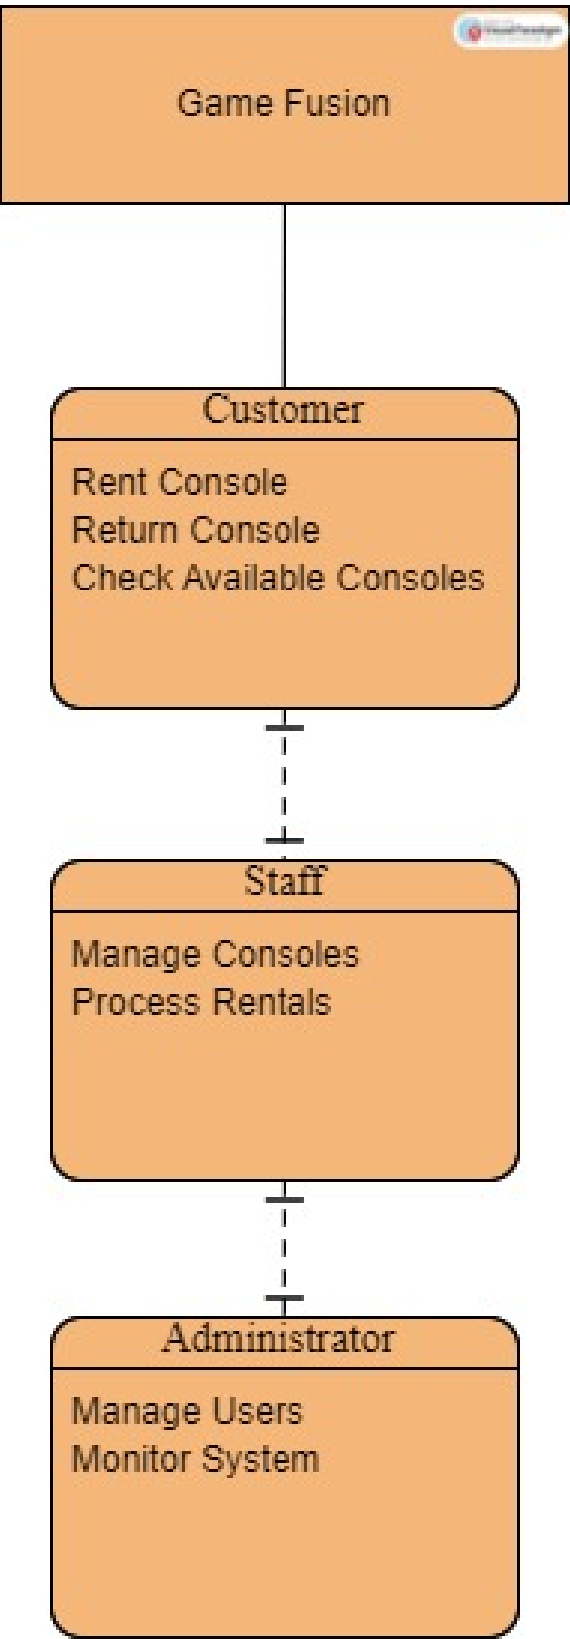 Game Fusion
Customer
Rent Console
Return Console
Check Available Consoles
Staff
Manage Consoles
Process Rentals
Administrator
Manage Users
Monitor System